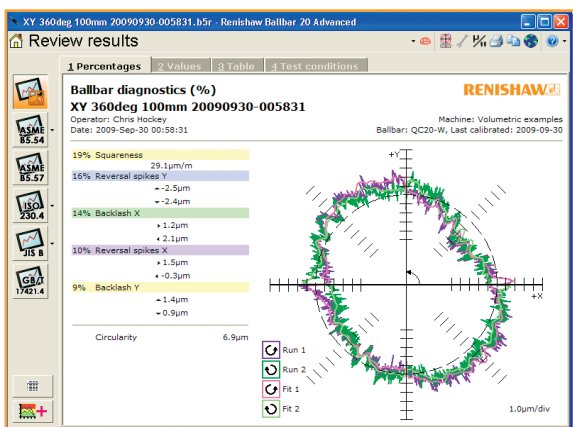 XY 360deg 100mm 20090930-005831.b5r - Renishaw Ballbar 20 Advanced
Review results
1 Percentages 2 Values 3 Table 4 Test conditions
Ballbar diagnostics (%)
RENISHAW
XY 360deg 100mm 20090930-005831
Operator: Chris Hockey
Machine: Volumetric examples
Date: 2009-Sep-30 00:58:31
Ballbar: QC20-W, Last calibrated: 2009-09-30
ASME B5.54
ASME B5.57
ISO 230.4
JIS B
GB/T 17421.4
19% Squareness
29.1µm/m
16% Reversal spikes Y
-2.5µm
-2.4µm
14% Backlash X
1.2µm
2.1µm
10% Reversal spikes X
1.5µm
-0.3µm
9% Backlash Y
1.4µm
0.9µm
Circularity 6.9µm
+Y
+X
Run 1
Run 2
Fit 1
Fit 2
1.0µm/div